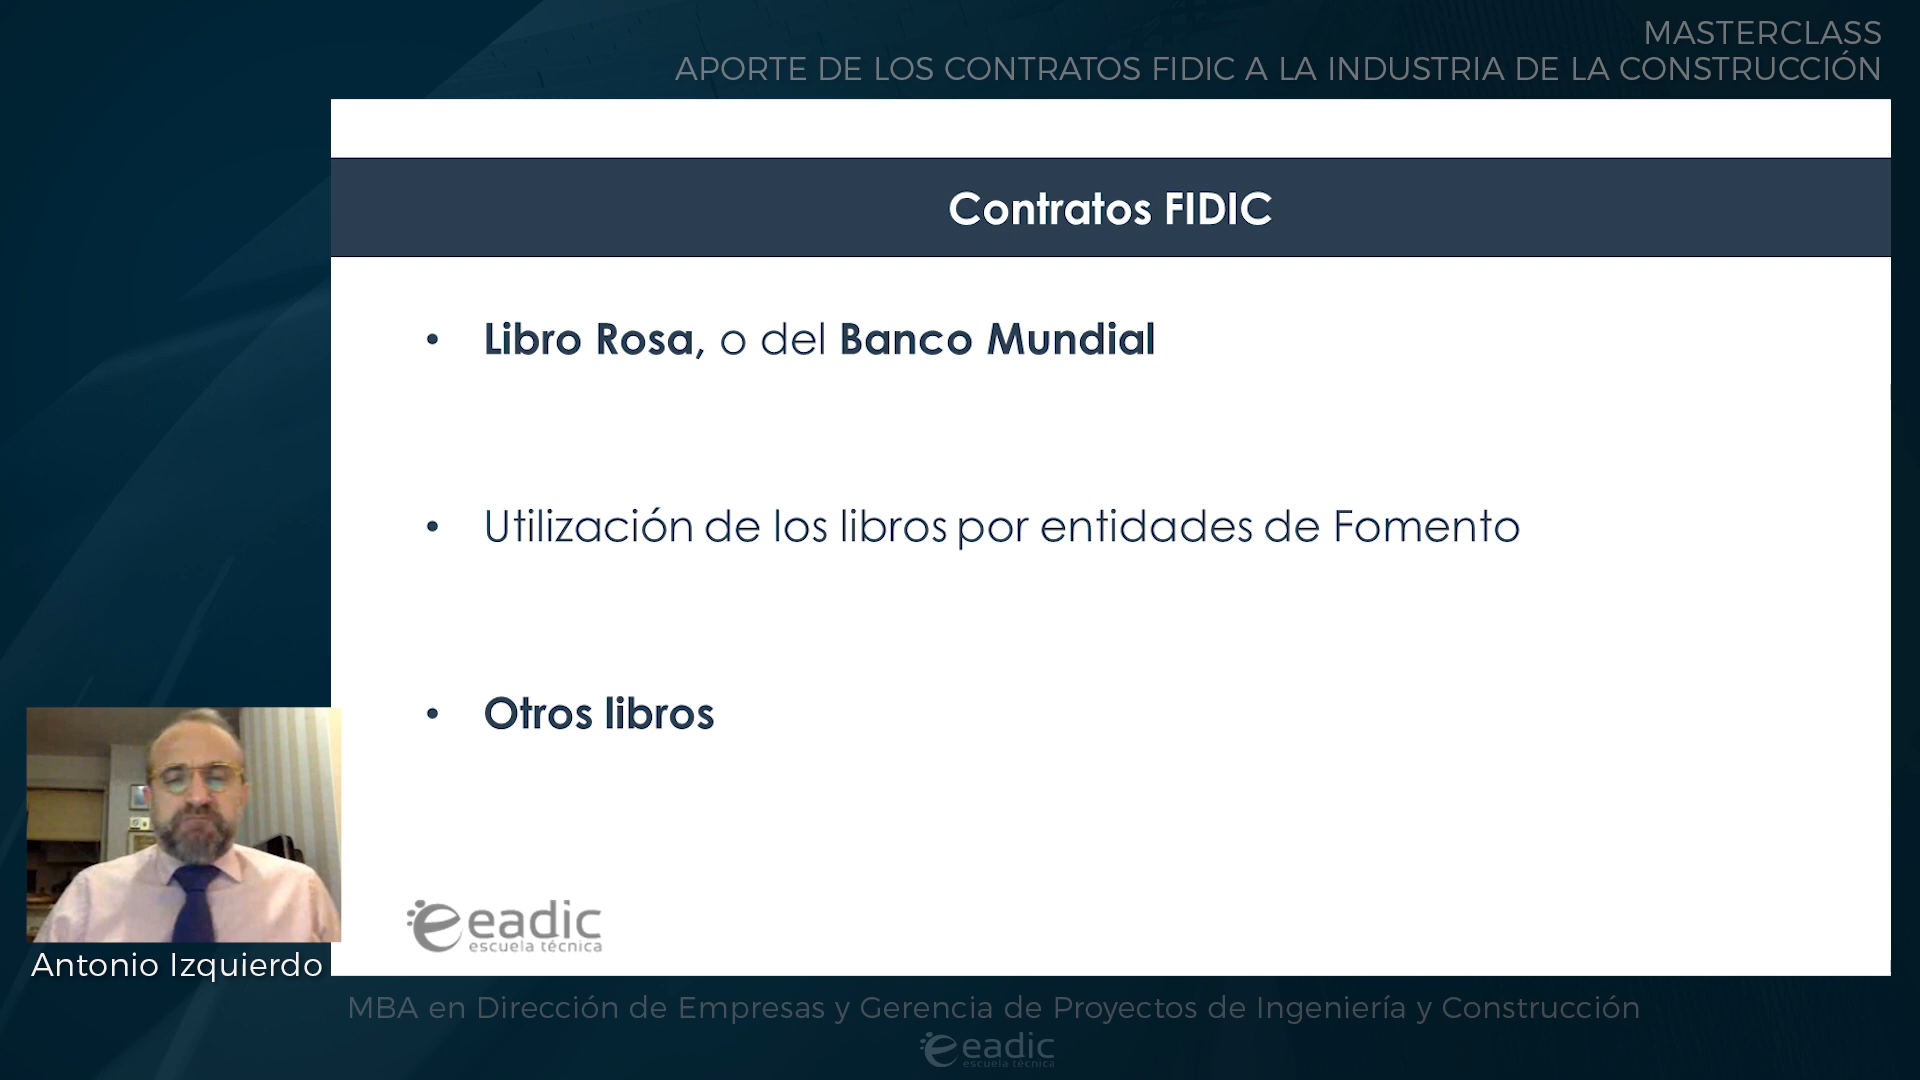 MASTERCLASS
APORTE DE LOS CONTRATOS FIDIC A LA INDUSTRIA DE LA CONSTRUCCIÓN
Contratos FIDIC
• Libro Rosa, o del Banco Mundial
• Utilización de los libros por entidades de Fomento
• Otros libros
eadic
escuela técnica
Antonio Izquierdo
MBA en Dirección de Empresas y Gerencia de Proyectos de Ingeniería y Construcción
eadic
escuela técnica